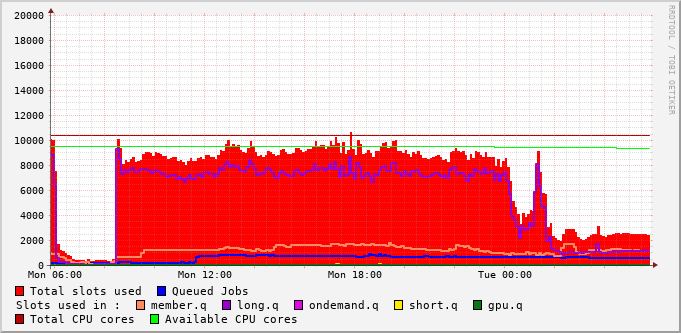 20000
18000
16000
14000
12000
10000
8000
6000
4000
2000
0
Mon 06:00 Mon 12:00 Mon 18:00 Tue 00:00
RRDTOOL / TOBI OETIKER
Total slots used Queued Jobs
Slots used in : member.q long.q ondemand.q short.q gpu.q
Total CPU cores Available CPU cores